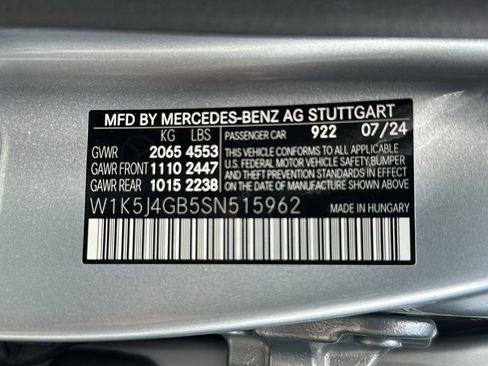 MFD BY MERCEDES-BENZ AG STUTTGART
KG LBS PASSENGER CAR 922 07/24
GVWR 2065 4553 THIS VEHICLE CONFORMS TO ALL APPLICABLE
GAWR FRONT 1110 2447 U.S. FEDERAL MOTOR VEHICLE SAFETY, BUMPER,
GAWR REAR 1015 2238 AND THEFT PREVENTION STANDARDS IN EFFECT
ON THE DATE OF MANUFACTURE SHOWN ABOVE.
W1K5J4GB5SN515962 MADE IN HUNGARY